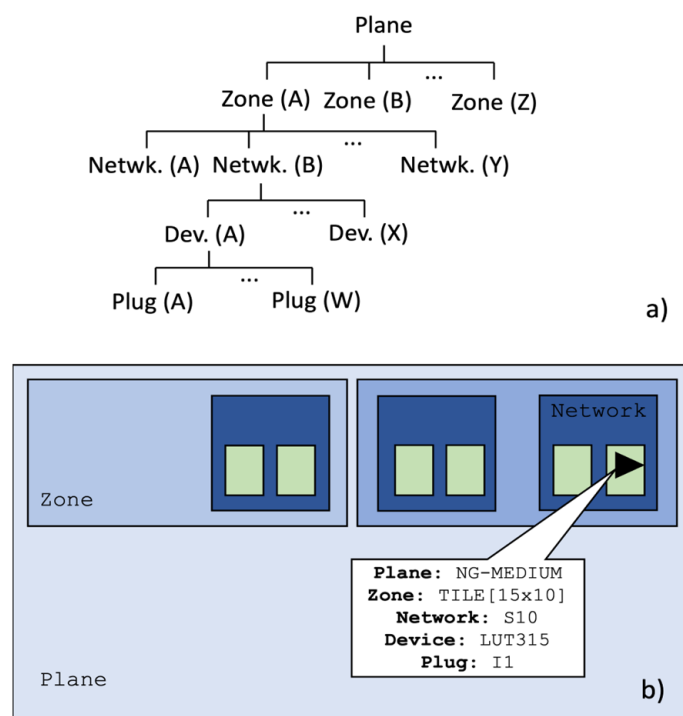 Plane
...
Zone (A) Zone (B) Zone (Z)
...
Netwk. (A) Netwk. (B) Netwk. (Y)
...
Dev. (A) Dev. (X)
...
Plug (A) Plug (W)
a)
Network
Zone
Plane: NG-MEDIUM
Zone: TILE[15x10]
Network: S10
Device: LUT315
Plug: I1
Plane
b)